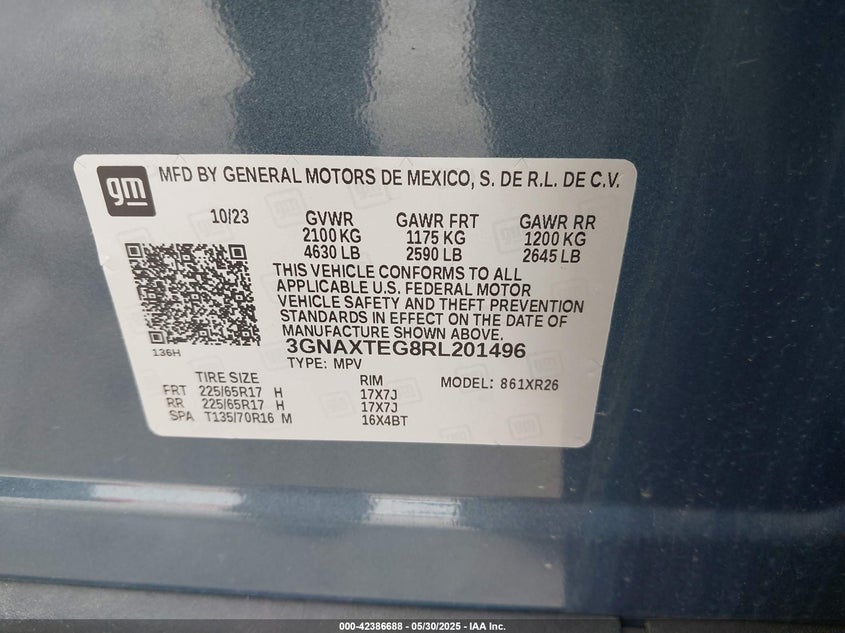 gm
MFD BY GENERAL MOTORS DE MEXICO, S. DE R.L. DE C.V.
10/23 GVWR GAWR FRT GAWR RR
2100 KG 1175 KG 1200 KG
4630 LB 2590 LB 2645 LB
THIS VEHICLE CONFORMS TO ALL
APPLICABLE U.S. FEDERAL MOTOR
VEHICLE SAFETY AND THEFT PREVENTION
STANDARDS IN EFFECT ON THE DATE OF
MANUFACTURE SHOWN ABOVE.
136H
3GNAXTEG8RL201496
TYPE: MPV
TIRE SIZE RIM MODEL: 861XR26
FRT 225/65R17 H 17X7J
RR 225/65R17 H 17X7J
SPA T135/70R16 M 16X4BT
000-42386688 - 05/30/2025 - IAA Inc.